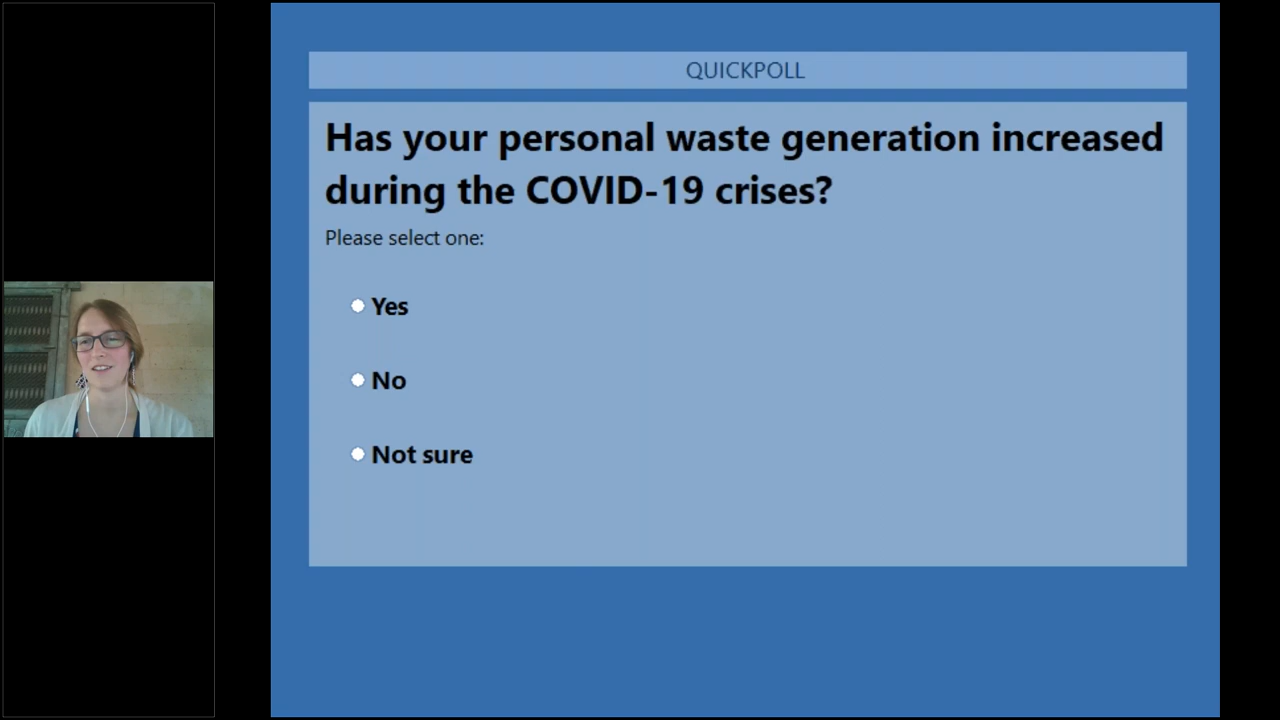 QUICKPOLL
Has your personal waste generation increased
during the COVID-19 crises?
Please select one:
Yes
No
Not sure